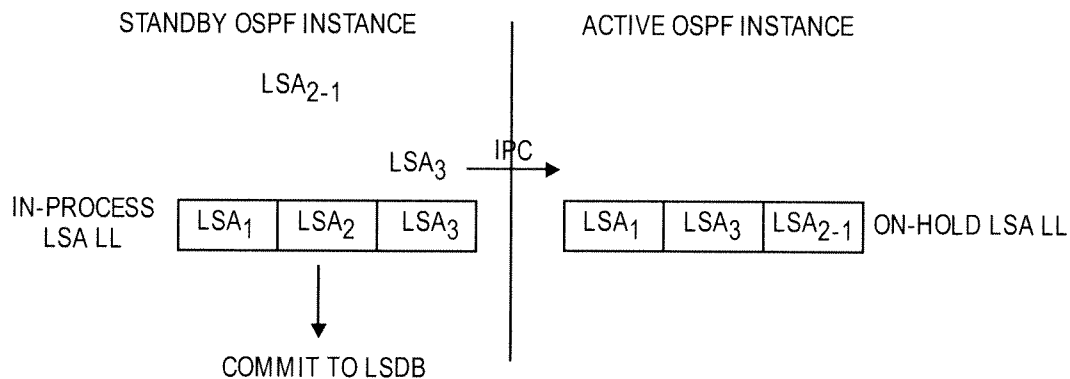 STANDBY OSPF INSTANCE
ACTIVE OSPF INSTANCE
LSA2-1
LSA3
IPC
IN-PROCESS
LSA LL
LSA1 LSA2 LSA3
LSA1 LSA3 LSA2-1
ON-HOLD LSA LL
COMMIT TO LSDB